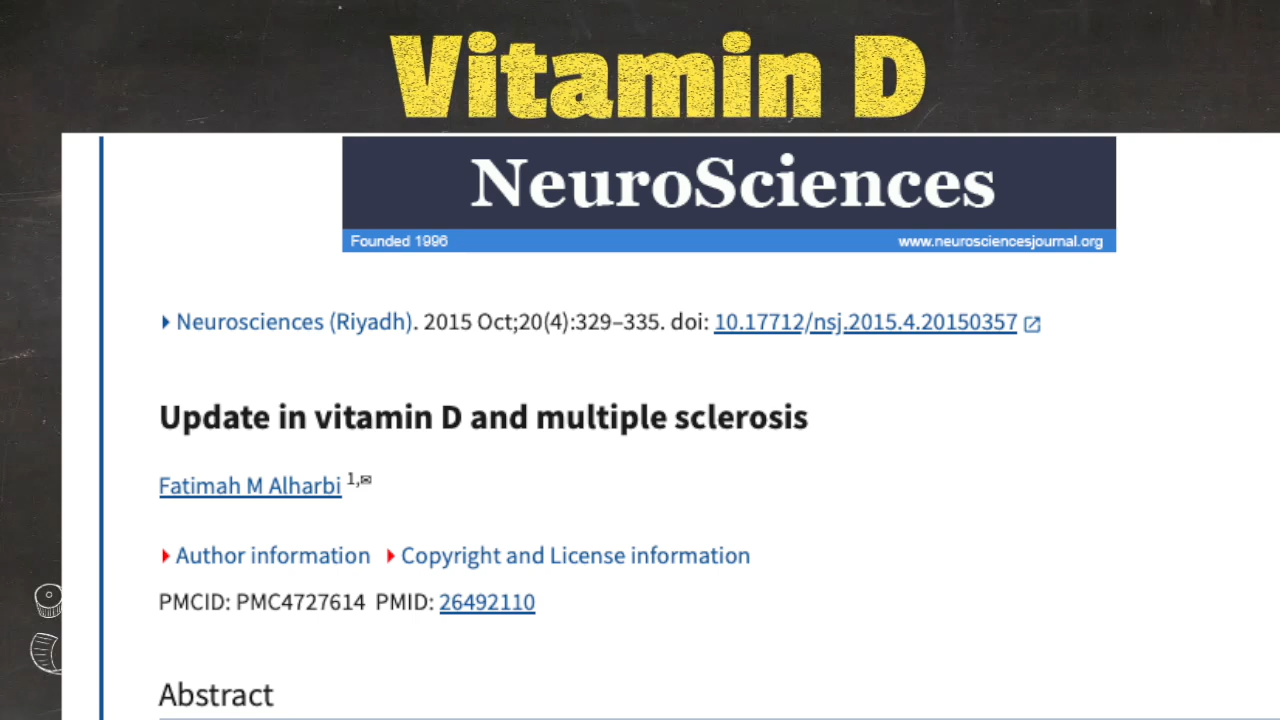 Vitamin D
NeuroSciences
Founded 1996 www.neurosciencesjournal.org
Neurosciences (Riyadh). 2015 Oct;20(4):329–335. doi: 10.17712/nsj.2015.4.20150357
Update in vitamin D and multiple sclerosis
Fatimah M Alharbi 1,✉
Author information Copyright and License information
PMCID: PMC4727614 PMID: 26492110
Abstract